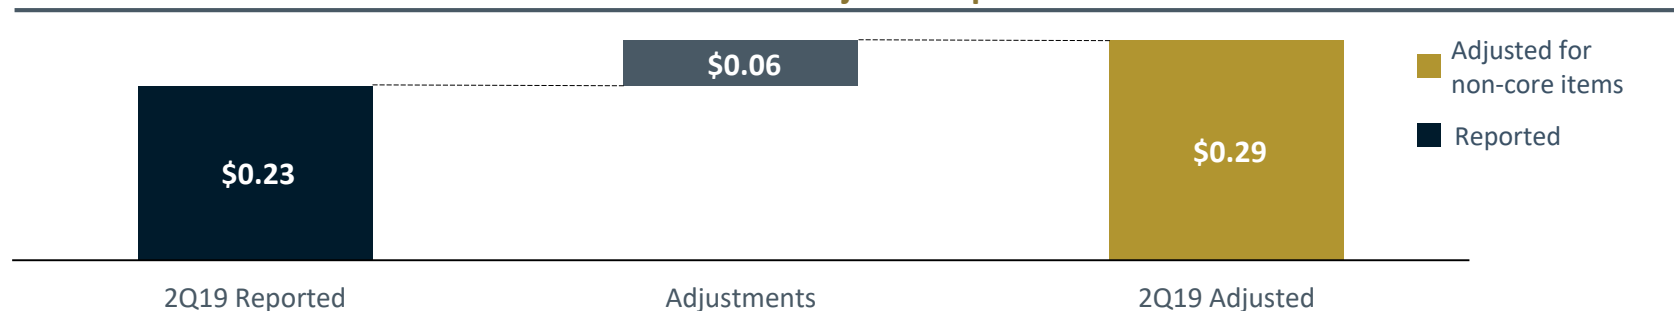 $0.06
Adjusted for
non-core items
Reported
$0.23
$0.29
2Q19 Reported
Adjustments
2Q19 Adjusted